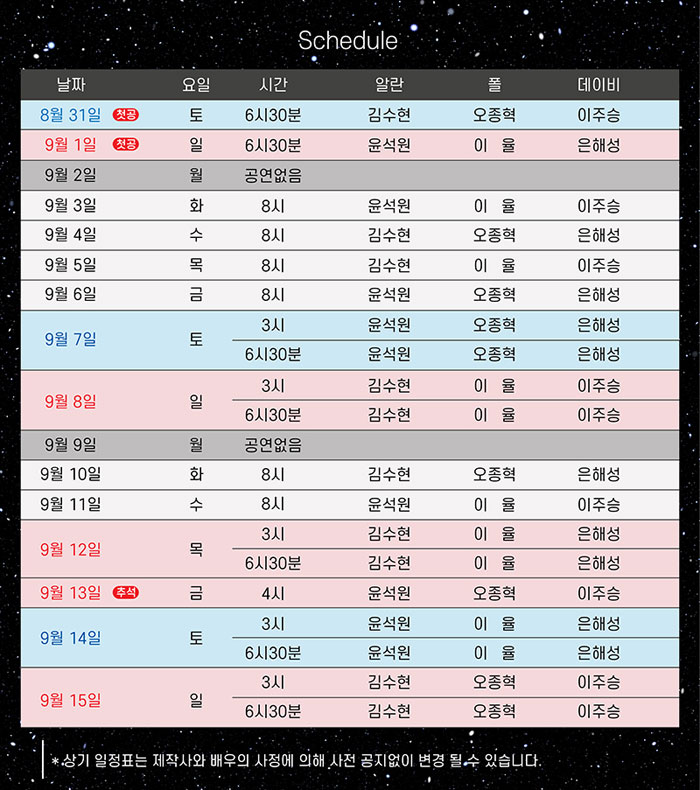 Schedule
날짜 요일 시간 알란 폴 데이비
8월 31일 첫공 토 6시30분 김수현 오종혁 이주승
9월 1일 첫공 일 6시30분 윤석원 이 율 은해성
9월 2일 월 공연없음
9월 3일 화 8시 윤석원 이 율 이주승
9월 4일 수 8시 김수현 오종혁 은해성
9월 5일 목 8시 김수현 이 율 이주승
9월 6일 금 8시 윤석원 오종혁 은해성
9월 7일 토 3시 윤석원 오종혁 은해성
6시30분 윤석원 오종혁 은해성
9월 8일 일 3시 김수현 이 율 이주승
6시30분 김수현 이 율 이주승
9월 9일 월 공연없음
9월 10일 화 8시 김수현 오종혁 은해성
9월 11일 수 8시 윤석원 이 율 이주승
9월 12일 목 3시 김수현 이 율 은해성
6시30분 김수현 이 율 은해성
9월 13일 추석 금 4시 윤석원 오종혁 이주승
9월 14일 토 3시 윤석원 이 율 은해성
6시30분 윤석원 이 율 은해성
9월 15일 일 3시 김수현 오종혁 이주승
6시30분 김수현 오종혁 이주승
* 상기 일정표는 제작사와 배우의 사정에 의해 사전 공지없이 변경 될 수 있습니다.